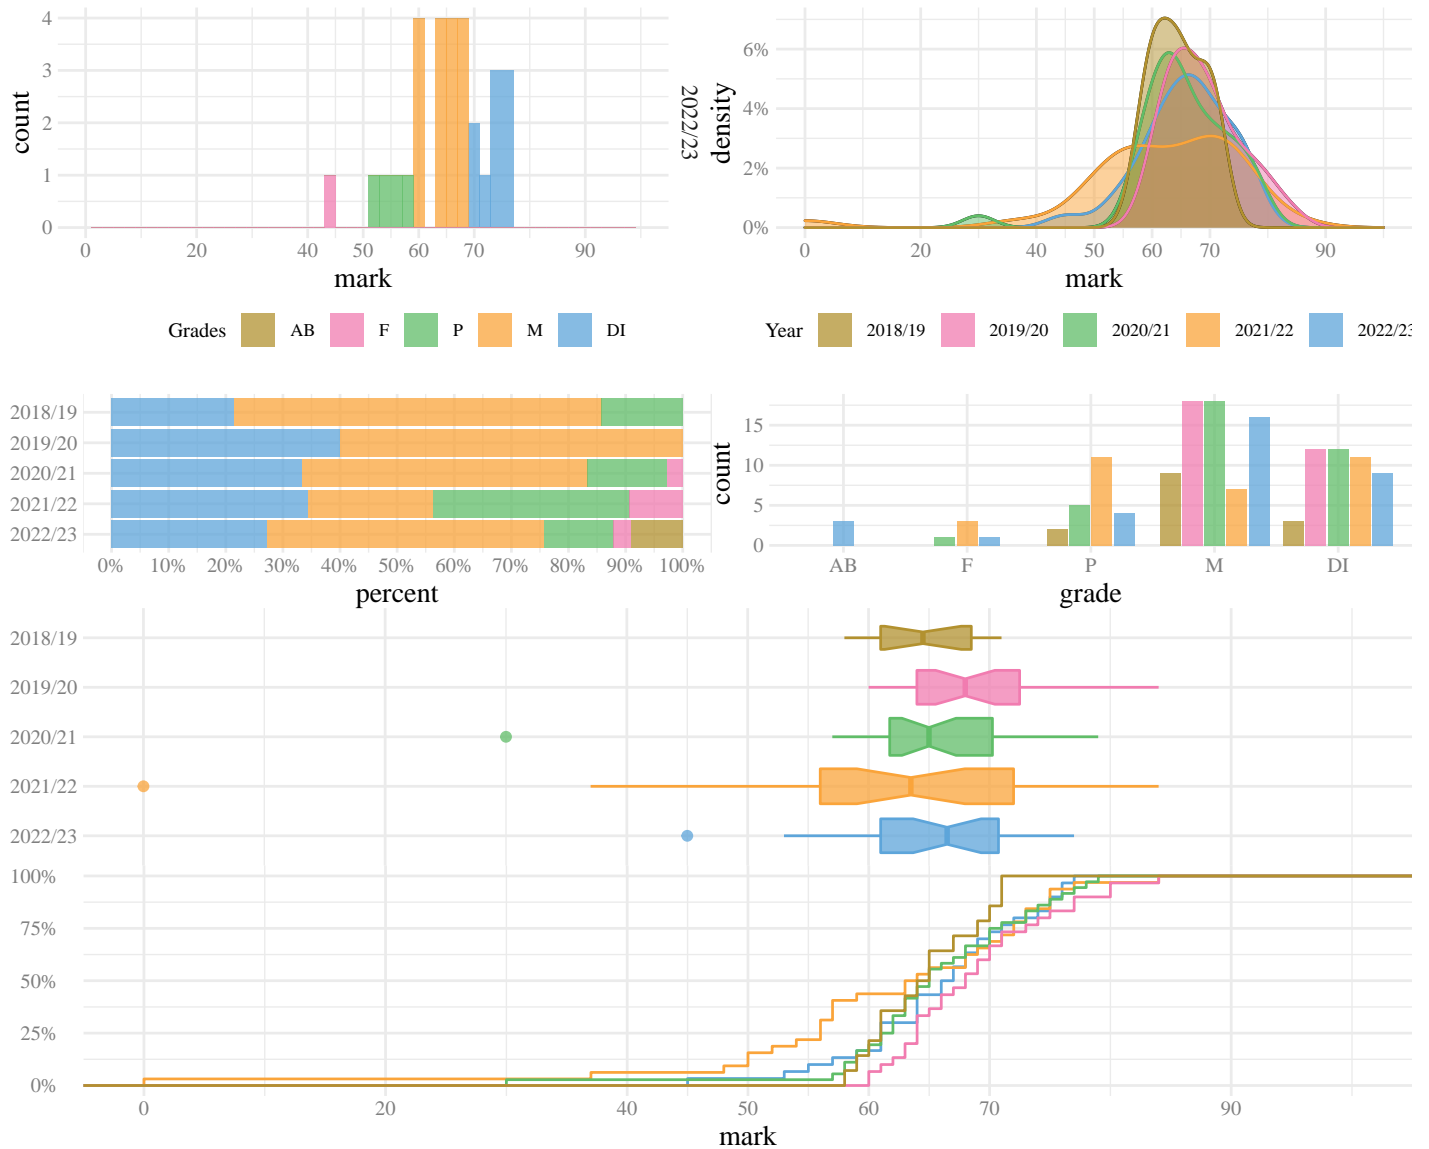 4
3
2
1
0
count
0 20 40 50 60 70 90
mark
2022/23
6%
4%
2%
0%
density
0 20 40 50 60 70 90
mark
Grades AB F P M DI
Year 2018/19 2019/20 2020/21 2021/22 2022/23
2018/19
2019/20
2020/21
2021/22
2022/23
0% 10% 20% 30% 40% 50% 60% 70% 80% 90% 100%
percent
15
10
5
0
count
AB F P M DI
grade
2018/19
2019/20
2020/21
2021/22
2022/23
100%
75%
50%
25%
0%
0 20 40 50 60 70 90
mark